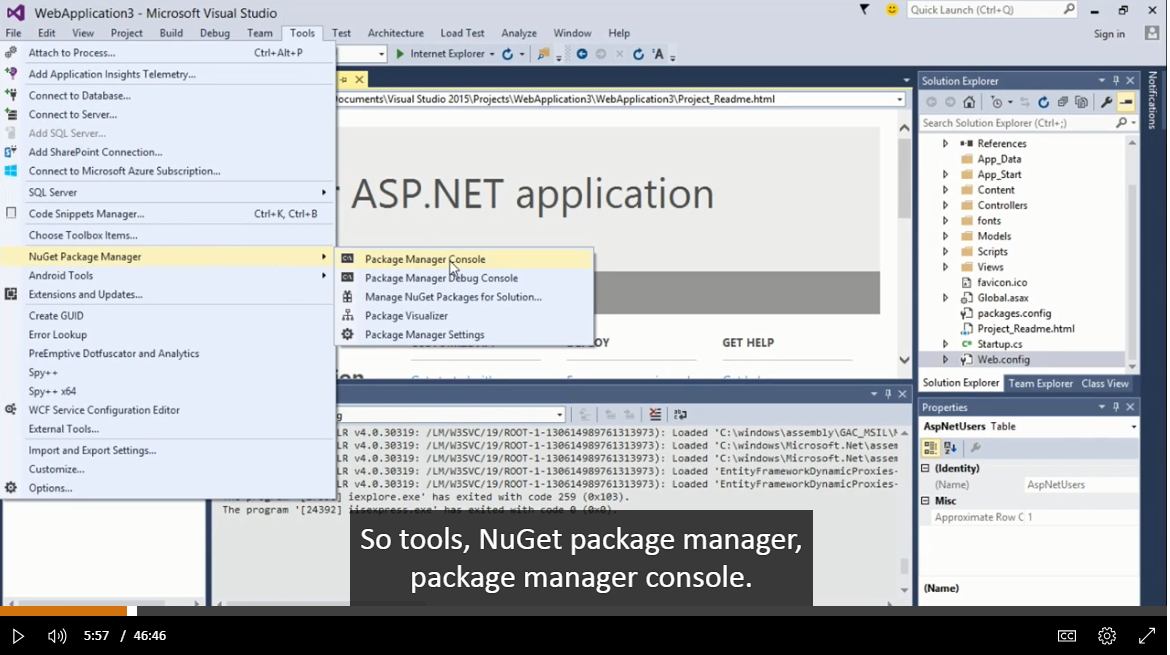 WebApplication3 - Microsoft Visual Studio
Quick Launch (Ctrl+Q)
File Edit View Project Build Debug Team Tools Test Architecture Load Test Analyze Window Help
Sign in
Internet Explorer
Attach to Process... Ctrl+Alt+P
Add Application Insights Telemetry...
Connect to Database...
Connect to Server...
Add SQL Server...
Add SharePoint Connection...
Connect to Microsoft Azure Subscription...
SQL Server
Code Snippets Manager... Ctrl+K, Ctrl+B
Choose Toolbox Items...
NuGet Package Manager
Android Tools
Extensions and Updates...
Create GUID
Error Lookup
PreEmptive Dotfuscator and Analytics
Spy++
Spy++ x64
WCF Service Configuration Editor
External Tools...
Import and Export Settings...
Customize...
Options...
Package Manager Console
Package Manager Debug Console
Manage NuGet Packages for Solution...
Package Visualizer
Package Manager Settings
ocuments\Visual Studio 2015\Projects\WebApplication3\WebApplication3\Project_Readme.html
ASP.NET application
GET HELP
LR v4.0.30319: /LM/W3SVC/19/ROOT-1-130614989761313973): Loaded 'C:\windows\assembly\GAC_MSIL\
LR v4.0.30319: /LM/W3SVC/19/ROOT-1-130614989761313973): Loaded 'C:\windows\Microsoft.Net\assem
LR v4.0.30319: /LM/W3SVC/19/ROOT-1-130614989761313973): Loaded 'C:\windows\Microsoft.Net\assem
LR v4.0.30319: /LM/W3SVC/19/ROOT-1-130614989761313973): Loaded 'EntityFrameworkDynamicProxies-
LR v4.0.30319: /LM/W3SVC/19/ROOT-1-130614989761313973): Loaded 'EntityFrameworkDynamicProxies-
iexplore.exe' has exited with code 259 (0x103).
The program '[24392] iisexpress.exe' has exited with code 0 (0x0).
Solution Explorer
Search Solution Explorer (Ctrl+;)
References
App_Data
App_Start
Content
Controllers
fonts
Models
Scripts
Views
favicon.ico
Global.asax
packages.config
Project_Readme.html
Startup.cs
Web.config
Solution Explorer Team Explorer Class View
Properties
AspNetUsers Table
(Identity)
(Name) AspNetUsers
Misc
Approximate Row C 1
(Name)
Notifications
So tools, NuGet package manager,
package manager console.
5:57 / 46:46
CC